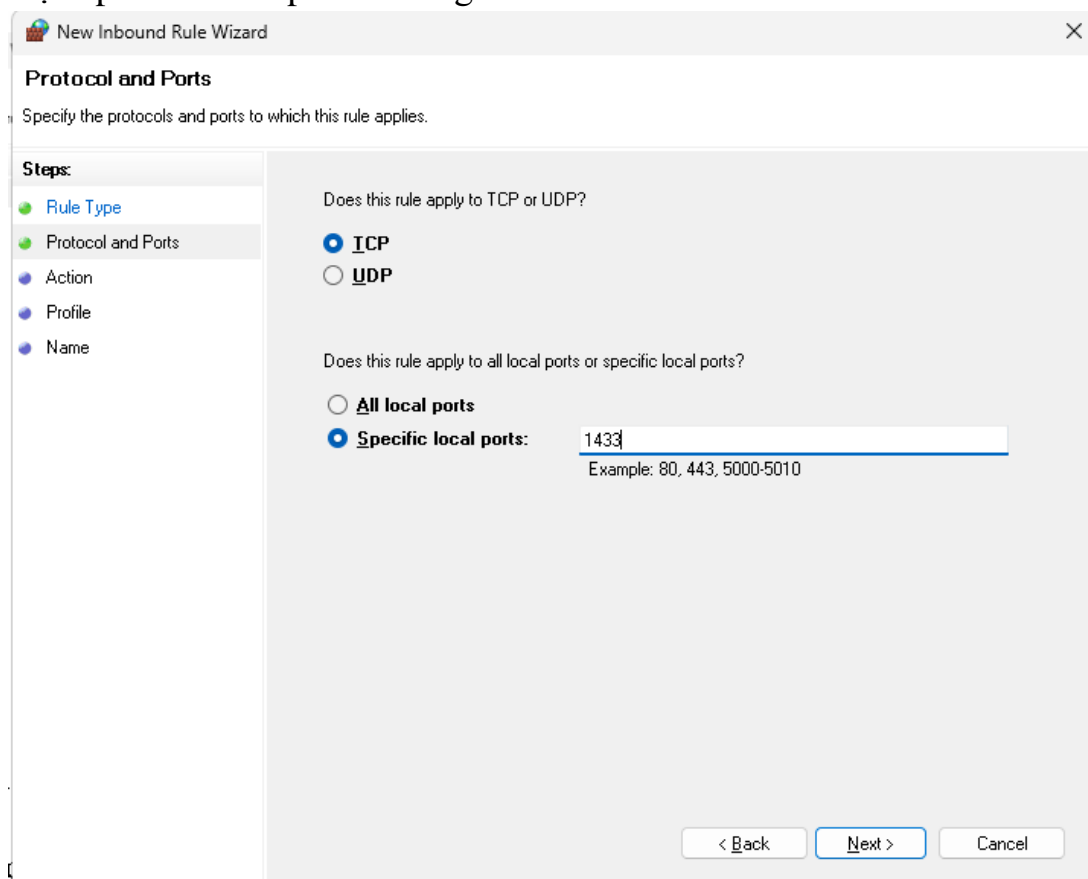 New Inbound Rule Wizard
Protocol and Ports
Specify the protocols and ports to which this rule applies.
Steps:
Rule Type
Protocol and Ports
Action
Profile
Name
Does this rule apply to TCP or UDP?
TCP
UDP
Does this rule apply to all local ports or specific local ports?
All local ports
Specific local ports: 1433
Example: 80, 443, 5000-5010
< Back Next > Cancel